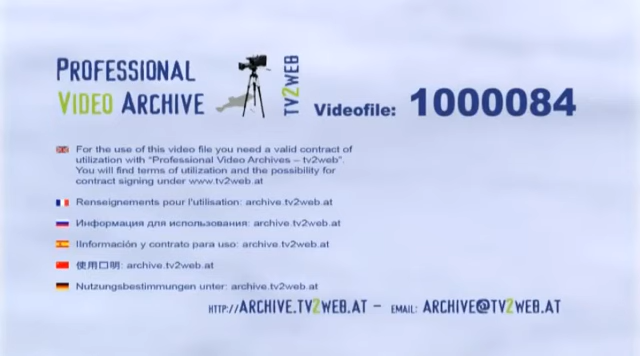 PROFESSIONAL
VIDEO ARCHIVE
TV2WEB
Videofile: 1000084
For the use of this video file you need a valid contract of
utilization with "Professional Video Archives – tv2web".
You will find terms of utilization and the possibility for
contract signing under www.tv2web.at
Renseignements pour l'utilisation: archive.tv2web.at
Информация для использования: archive.tv2web.at
IInformación y contrato para uso: archive.tv2web.at
使用口明: archive.tv2web.at
Nutzungsbestimmungen unter: archive.tv2web.at
HTTP://ARCHIVE.TV2WEB.AT – EMAIL: ARCHIVE@TV2WEB.AT